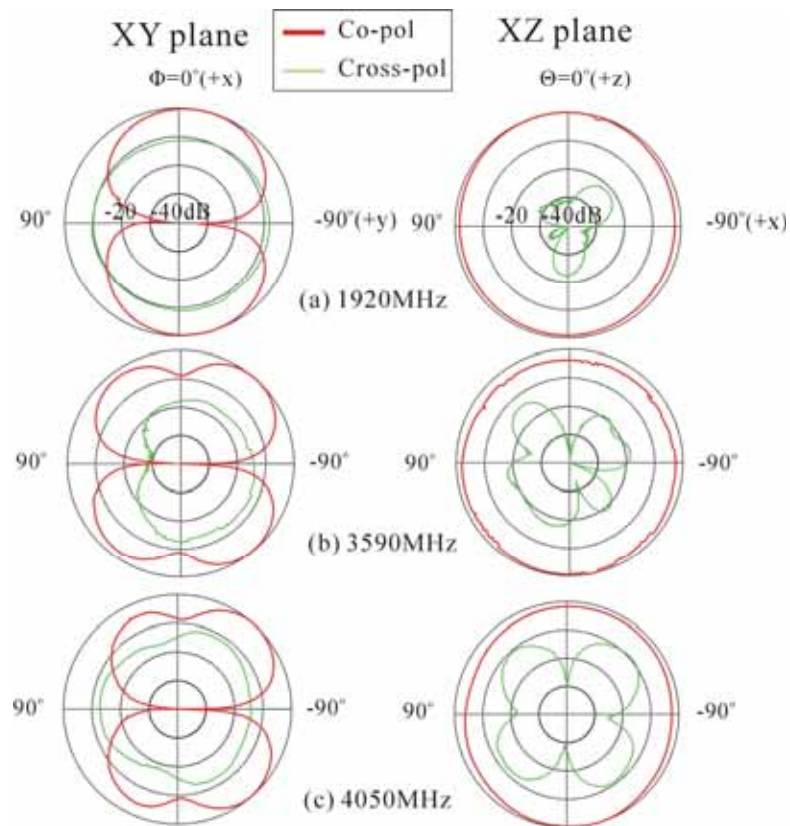 XY plane
Co-pol
Cross-pol
XZ plane
Φ=0°(+x)
Θ=0°(+z)
90°
-20
-40dB
-90°(+y)
90°
-20
-40dB
-90°(+x)
(a) 1920MHz
90°
-90°
90°
-90°
(b) 3590MHz
90°
-90°
90°
-90°
(c) 4050MHz